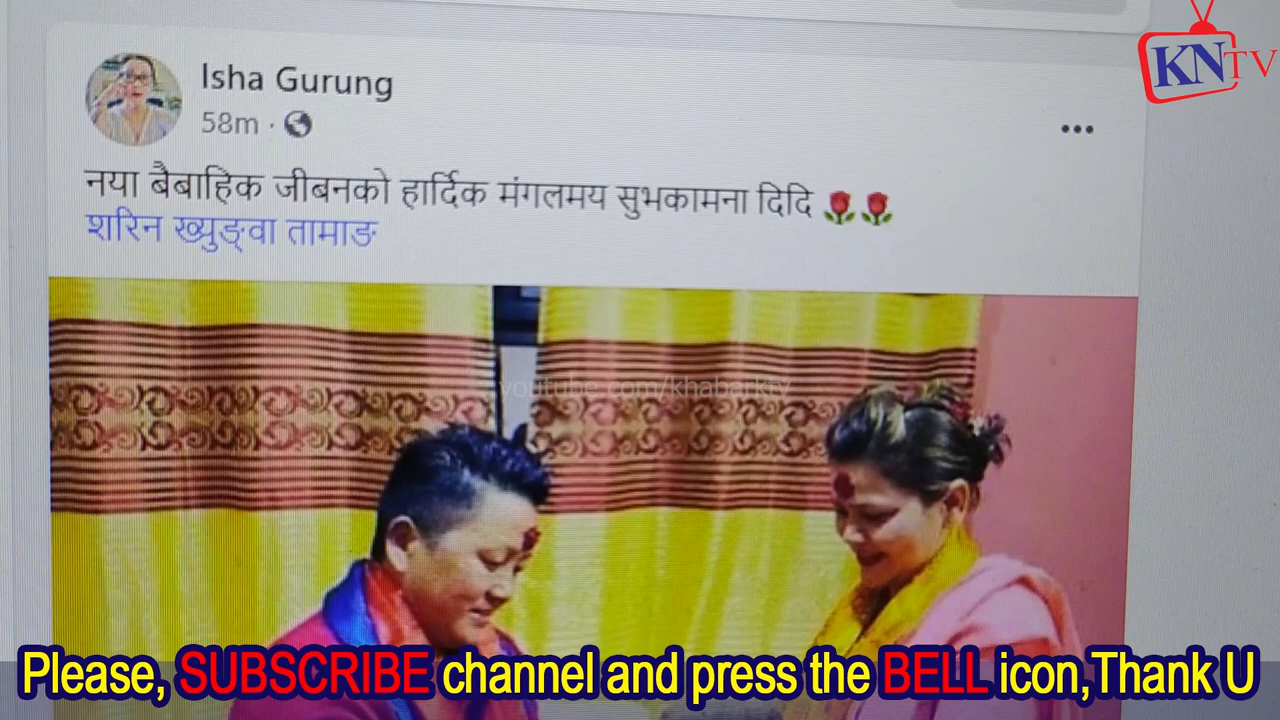 KNTV
Isha Gurung
58m ·
नया बैबाहिक जीबनको हार्दिक मंगलमय सुभकामना दिदि
शरिन ख्युङ्वा तामाङ
youtube.com/khabarkntv
Please, SUBSCRIBE channel and press the BELL icon,Thank U